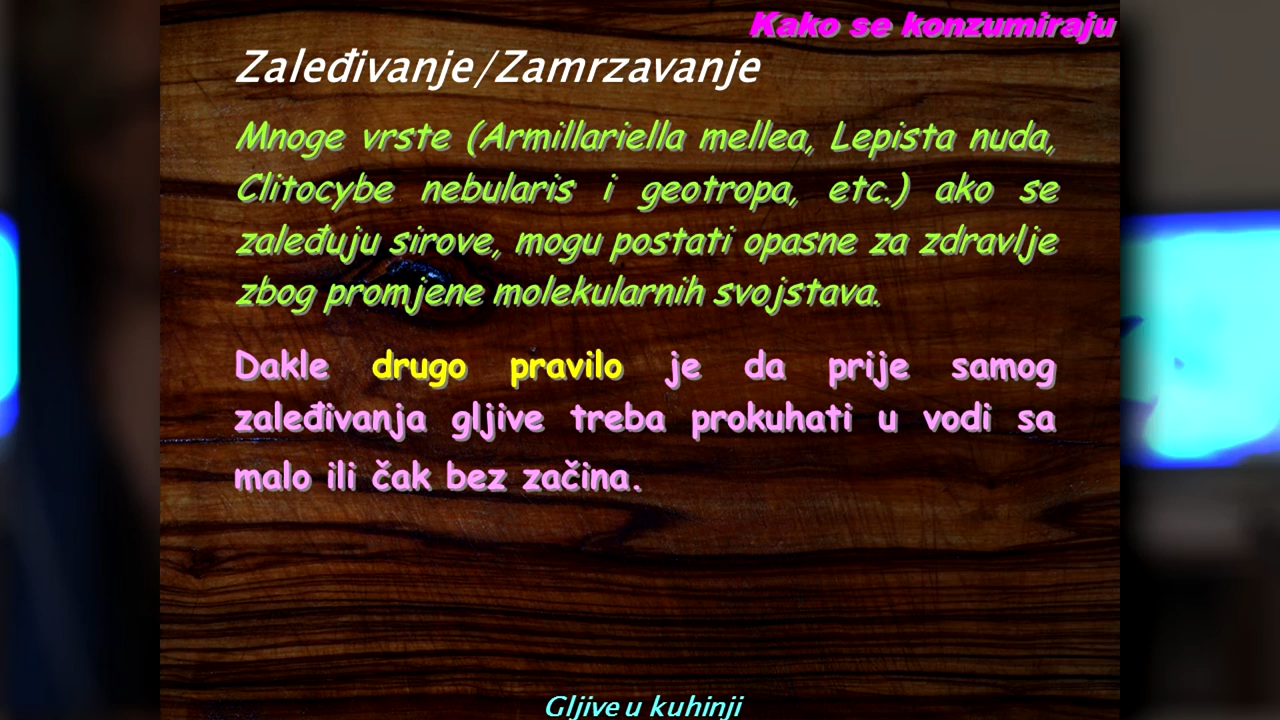 Kako se konzumiraju
Zaleđivanje/Zamrzavanje
Mnoge vrste (Armillariella mellea, Lepista nuda,
Clitocybe nebularis i geotropa, etc.) ako se
zaleđuju sirove, mogu postati opasne za zdravlje
zbog promjene molekularnih svojstava.
Dakle drugo pravilo je da prije samog
zaleđivanja gljive treba prokuhati u vodi sa
malo ili čak bez začina.
Gljive u kuhinji